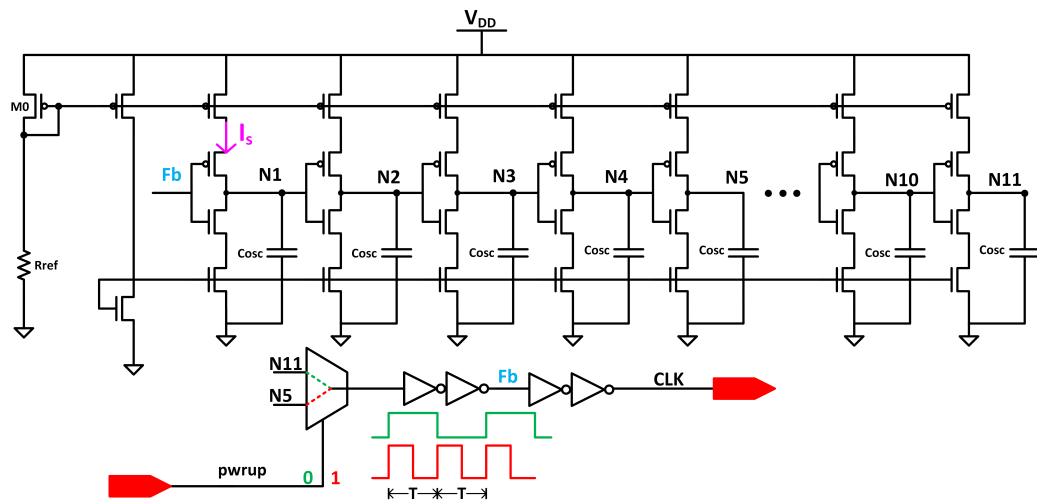 VDD
M0
Is
Fb
N1
N2
N3
N4
N5
N10
N11
Rref
Cosc
Cosc
Cosc
Cosc
Cosc
Cosc
Cosc
N11
N5
Fb
CLK
pwrup
0
1
T
T